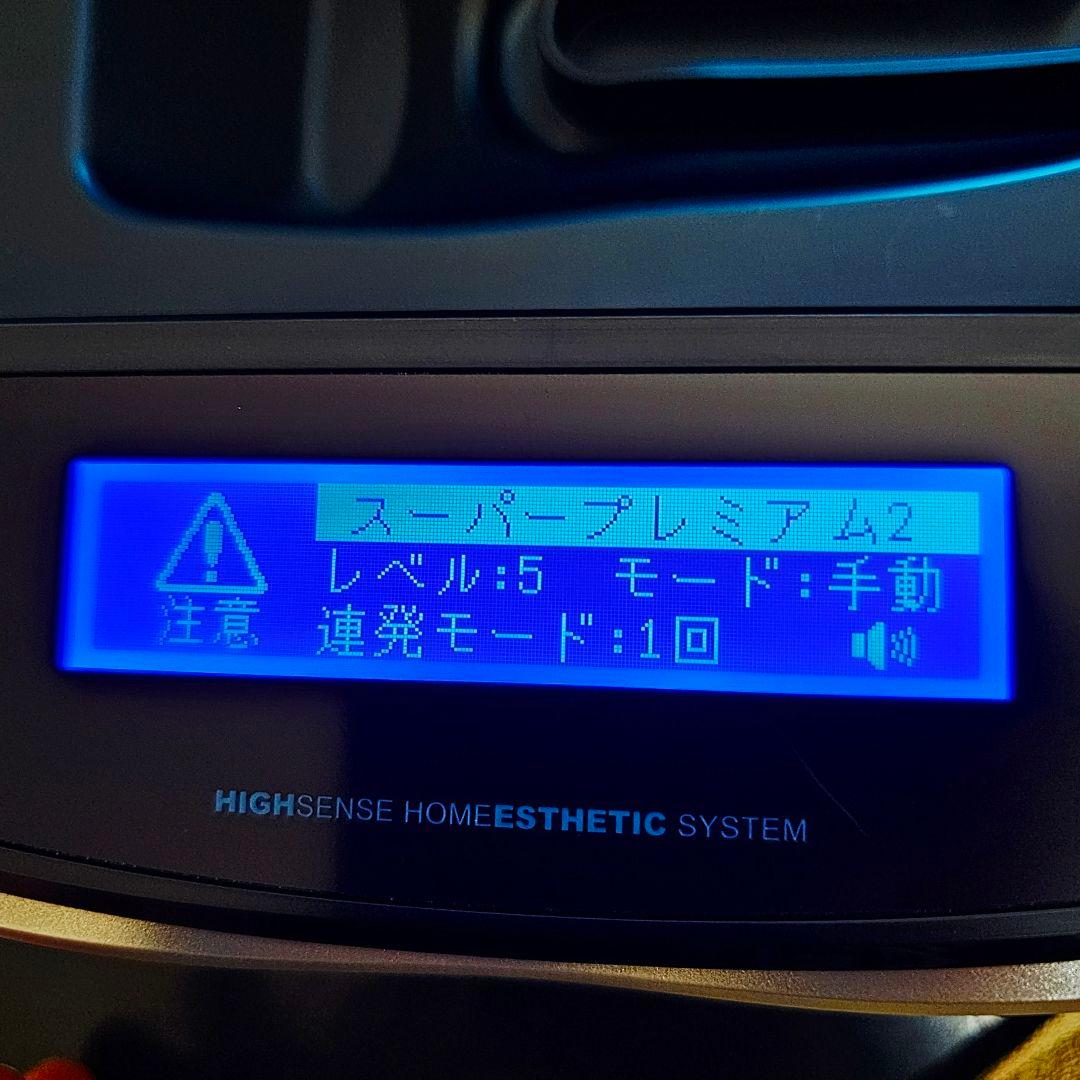 スーパープレミアム2
注意
レベル:5 モード:手動
連発モード:1回
HIGHSENSE HOMEESTHETIC SYSTEM